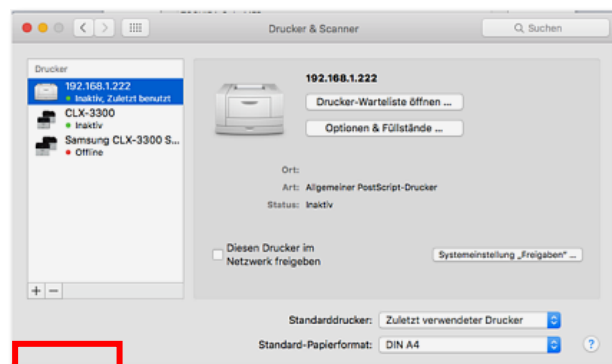 Drucker & Scanner
Suchen
Drucker
192.168.1.222
Inaktiv, Zuletzt benutzt
CLX-3300
Inaktiv
Samsung CLX-3300 S...
Offline
192.168.1.222
Drucker-Warteliste öffnen ...
Optionen & Füllstände ...
Ort:
Art: Allgemeiner PostScript-Drucker
Status: Inaktiv
Diesen Drucker im
Netzwerk freigeben
Systemeinstellung „Freigaben“ ...
+ −
Standarddrucker: Zuletzt verwendeter Drucker
Standard-Papierformat: DIN A4
?